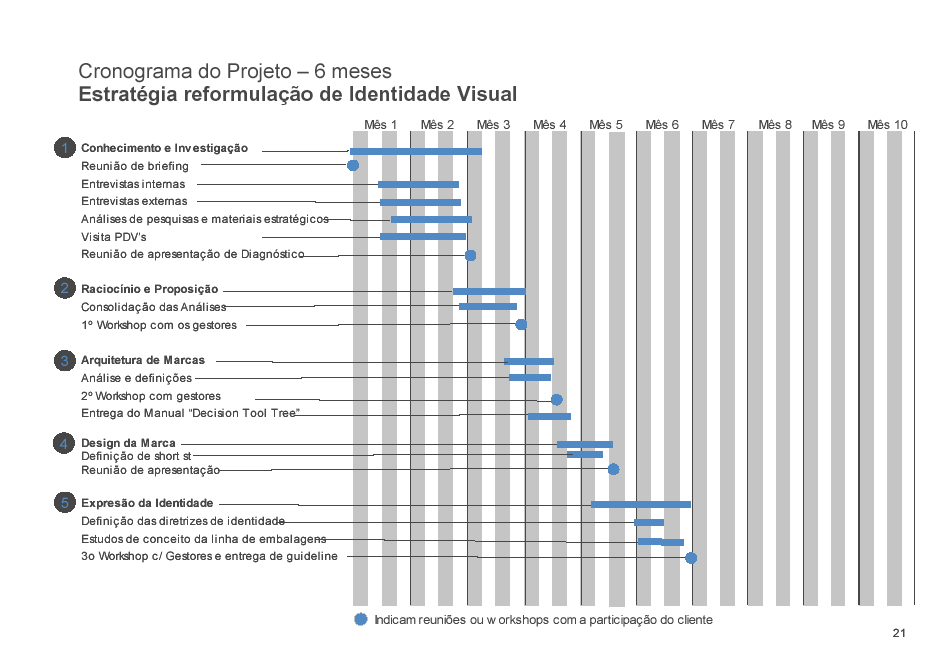 Cronograma do Projeto – 6 meses
Estratégia reformulação de Identidade Visual
Mês 1 Mês 2 Mês 3 Mês 4 Mês 5 Mês 6 Mês 7 Mês 8 Mês 9 Mês 10
1 Conhecimento e Investigação
Reunião de briefing
Entrevistas internas
Entrevistas externas
Análises de pesquisas e materiais estratégicos
Visita PDV's
Reunião de apresentação de Diagnóstico
2 Raciocínio e Proposição
Consolidação das Análises
1º Workshop com os gestores
3 Arquitetura de Marcas
Análise e definições
2º Workshop com gestores
Entrega do Manual “Decision Tool Tree”
4 Design da Marca
Definição de short st
Reunião de apresentação
5 Expresão da Identidade
Definição das diretrizes de identidade
Estudos de conceito da linha de embalagens
3o Workshop c/ Gestores e entrega de guideline
Indicam reuniões ou workshops com a participação do cliente
21